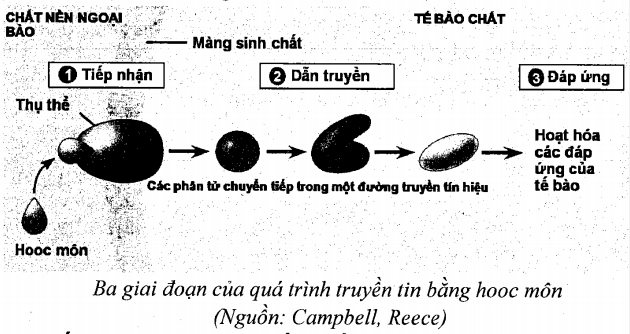 CHẤT NỀN NGOẠI BÀO
TẾ BÀO CHẤT
Màng sinh chất
1 Tiếp nhận
2 Dẫn truyền
3 Đáp ứng
Thụ thể
Hoạt hóa
các đáp
ứng của
tế bào
Các phân tử chuyển tiếp trong một đường truyền tín hiệu
Hooc môn
Ba giai đoạn của quá trình truyền tin bằng hooc môn
(Nguồn: Campbell, Reece)